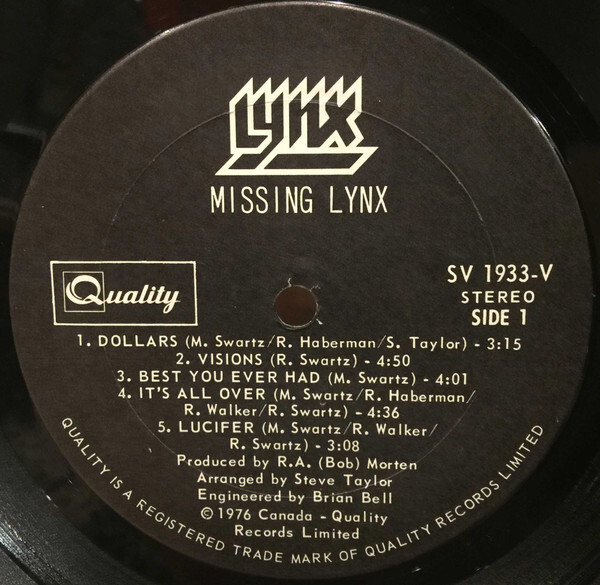 LYNX
MISSING LYNX
Quality
SV 1933-V
STEREO
SIDE 1
1. DOLLARS (M. Swartz/R. Haberman/S. Taylor) - 3:15
2. VISIONS (R. Swartz) - 4:50
3. BEST YOU EVER HAD (M. Swartz) - 4:01
4. IT'S ALL OVER (M. Swartz/R. Haberman/
R. Walker/R. Swartz) - 4:36
5. LUCIFER (M. Swartz/R. Walker/
R. Swartz) - 3:08
Produced by R.A. (Bob) Morten
Arranged by Steve Taylor
Engineered by Brian Bell
©1976 Canada - Quality
Records Limited
QUALITY IS A REGISTERED TRADE MARK OF QUALITY RECORDS LIMITED